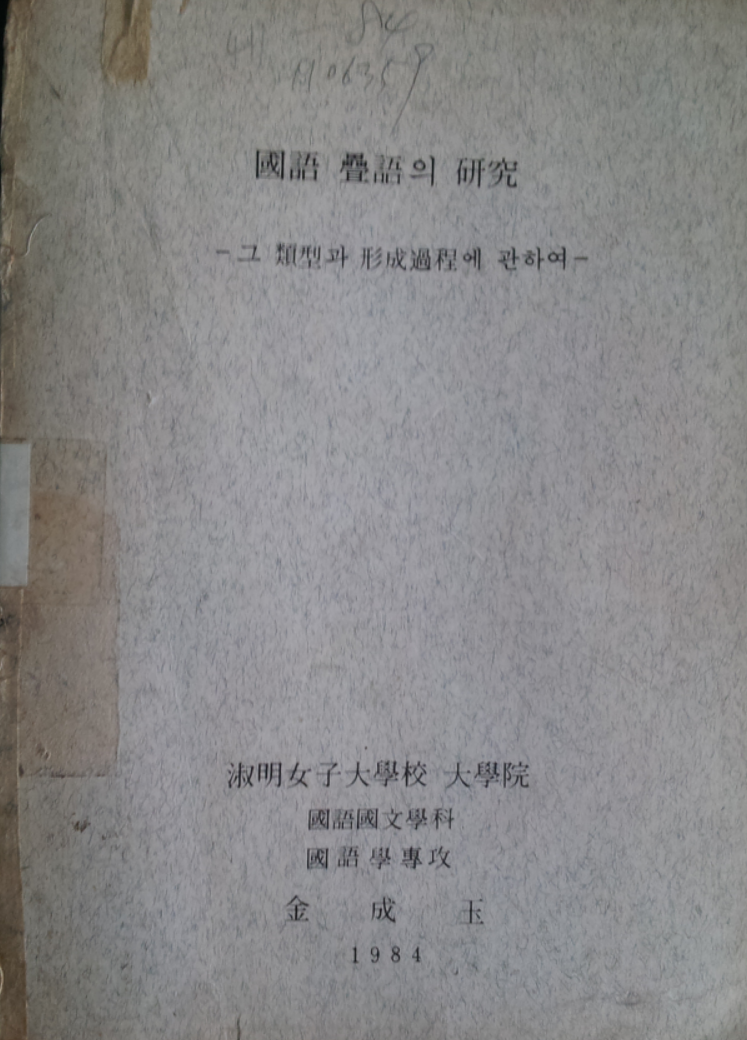 國語 疊語의 研究
-그 類型과 形成過程에 관하여-
淑明女子大學校 大學院
國語國文學科
國語學專攻
金 成 玉
1984